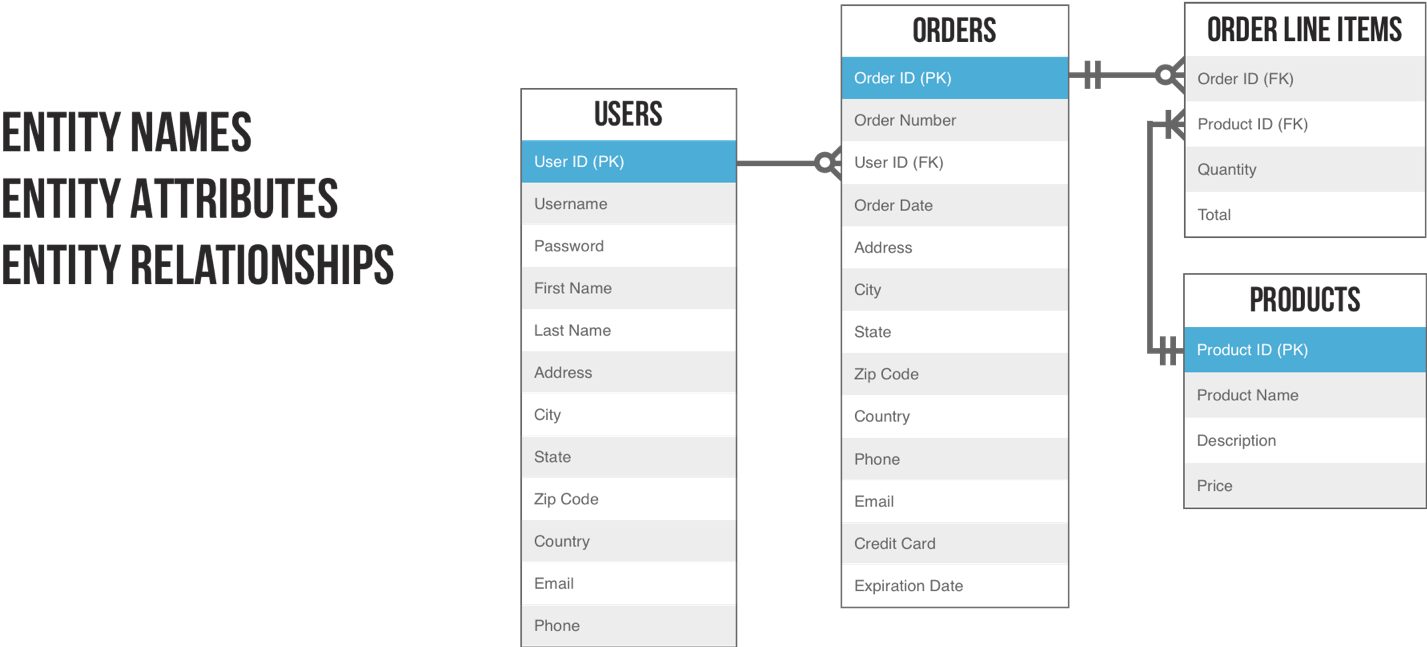 ENTITY NAMES
ENTITY ATTRIBUTES
ENTITY RELATIONSHIPS
USERS
User ID (PK)
Username
Password
First Name
Last Name
Address
City
State
Zip Code
Country
Email
Phone
ORDERS
Order ID (PK)
Order Number
User ID (FK)
Order Date
Address
City
State
Zip Code
Country
Phone
Email
Credit Card
Expiration Date
ORDER LINE ITEMS
Order ID (FK)
Product ID (FK)
Quantity
Total
PRODUCTS
Product ID (PK)
Product Name
Description
Price